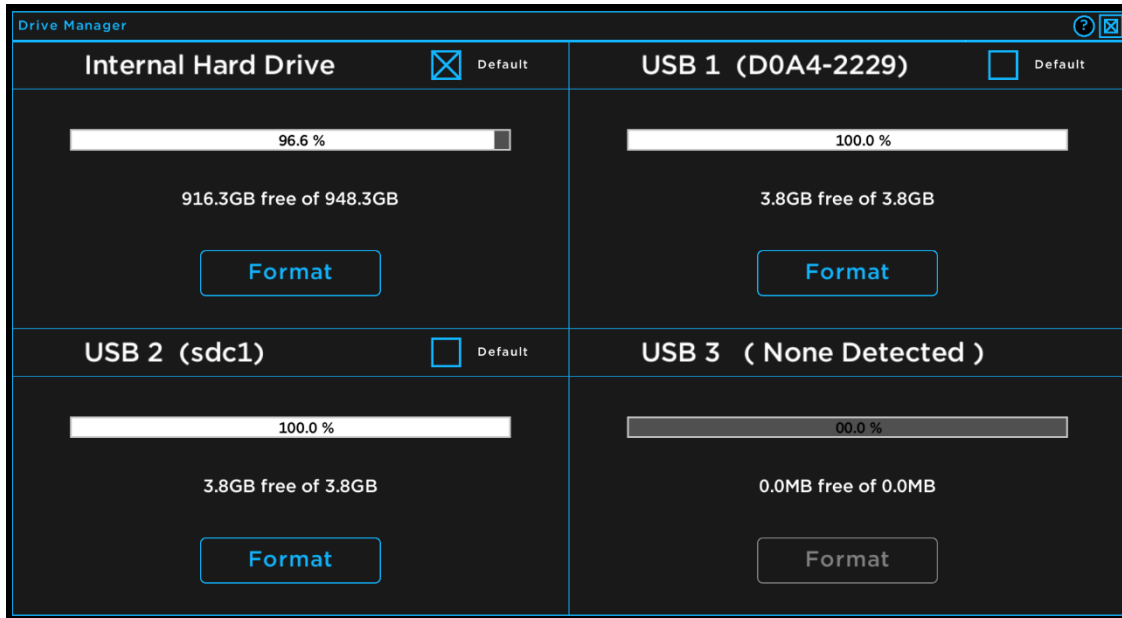 Drive Manager ?
Internal Hard Drive Default
96.6 %
916.3GB free of 948.3GB
Format
USB 1 (D0A4-2229) Default
100.0 %
3.8GB free of 3.8GB
Format
USB 2 (sdc1) Default
100.0 %
3.8GB free of 3.8GB
Format
USB 3 ( None Detected )
00.0 %
0.0MB free of 0.0MB
Format